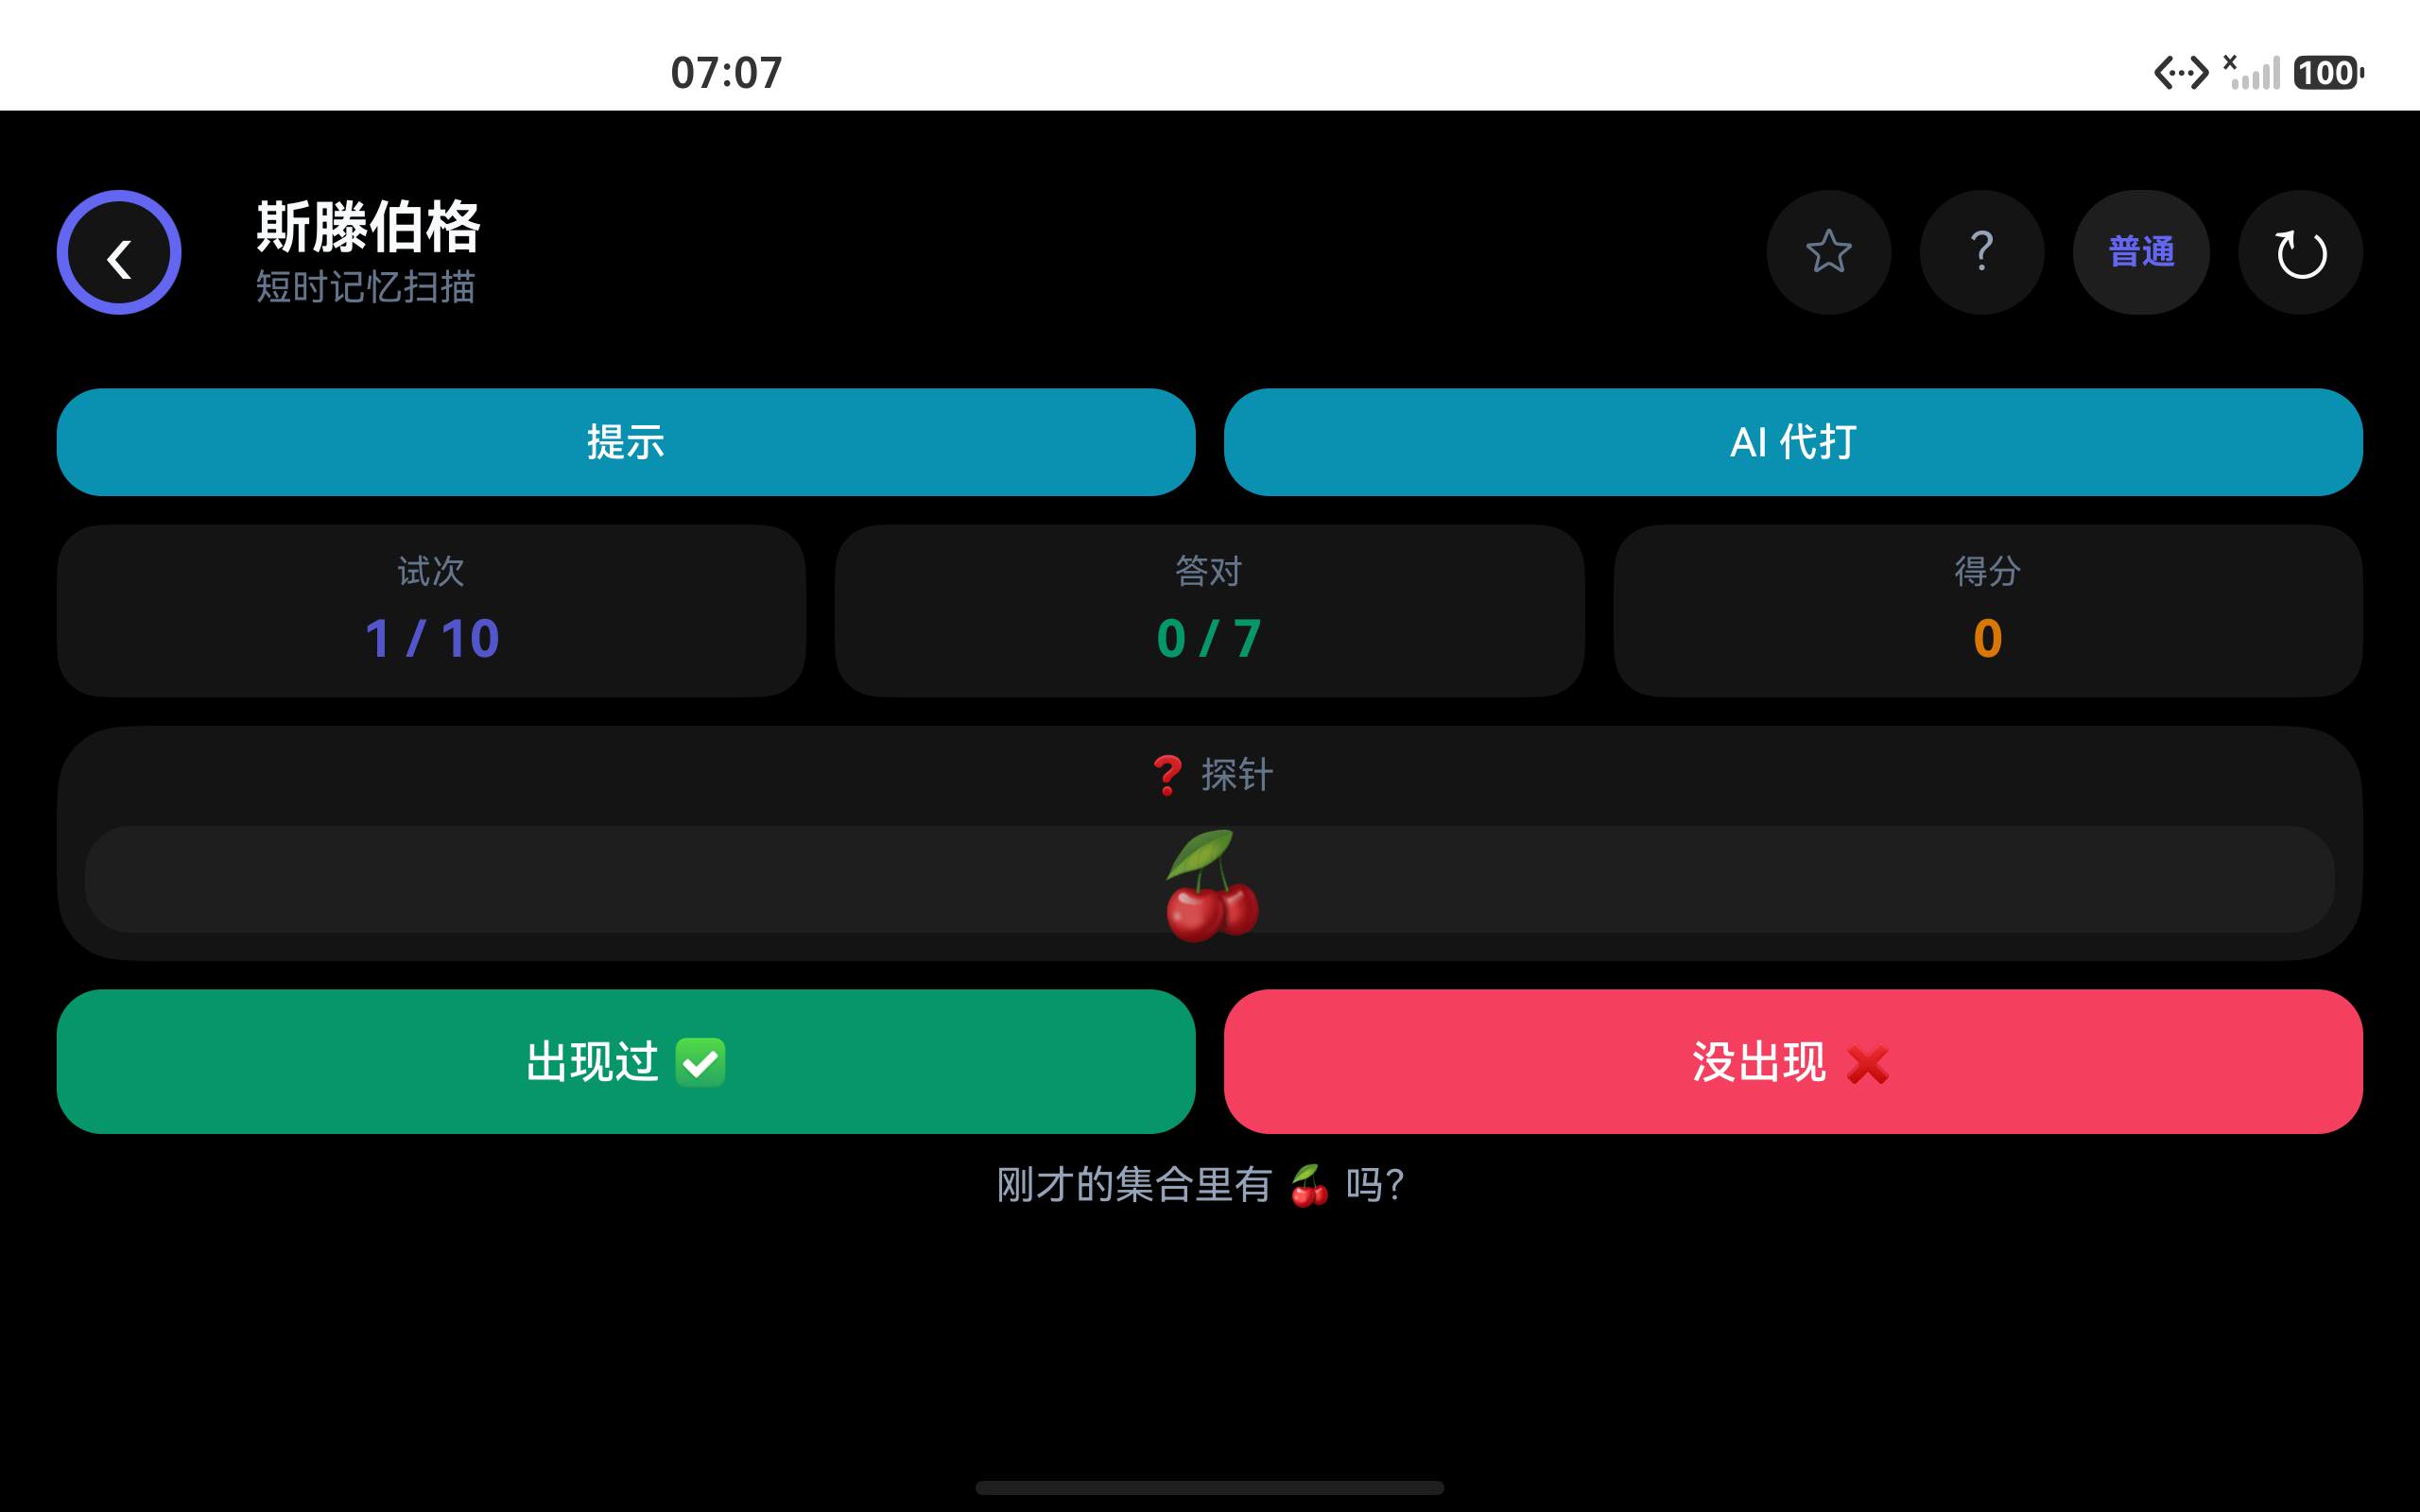 07:07
100
斯滕伯格
短时记忆扫描
?
普通
提示
AI 代打
试次
1 / 10
答对
0 / 7
得分
0
❓ 探针
出现过 ✅
没出现 ❌
刚才的集合里有 🍒 吗?